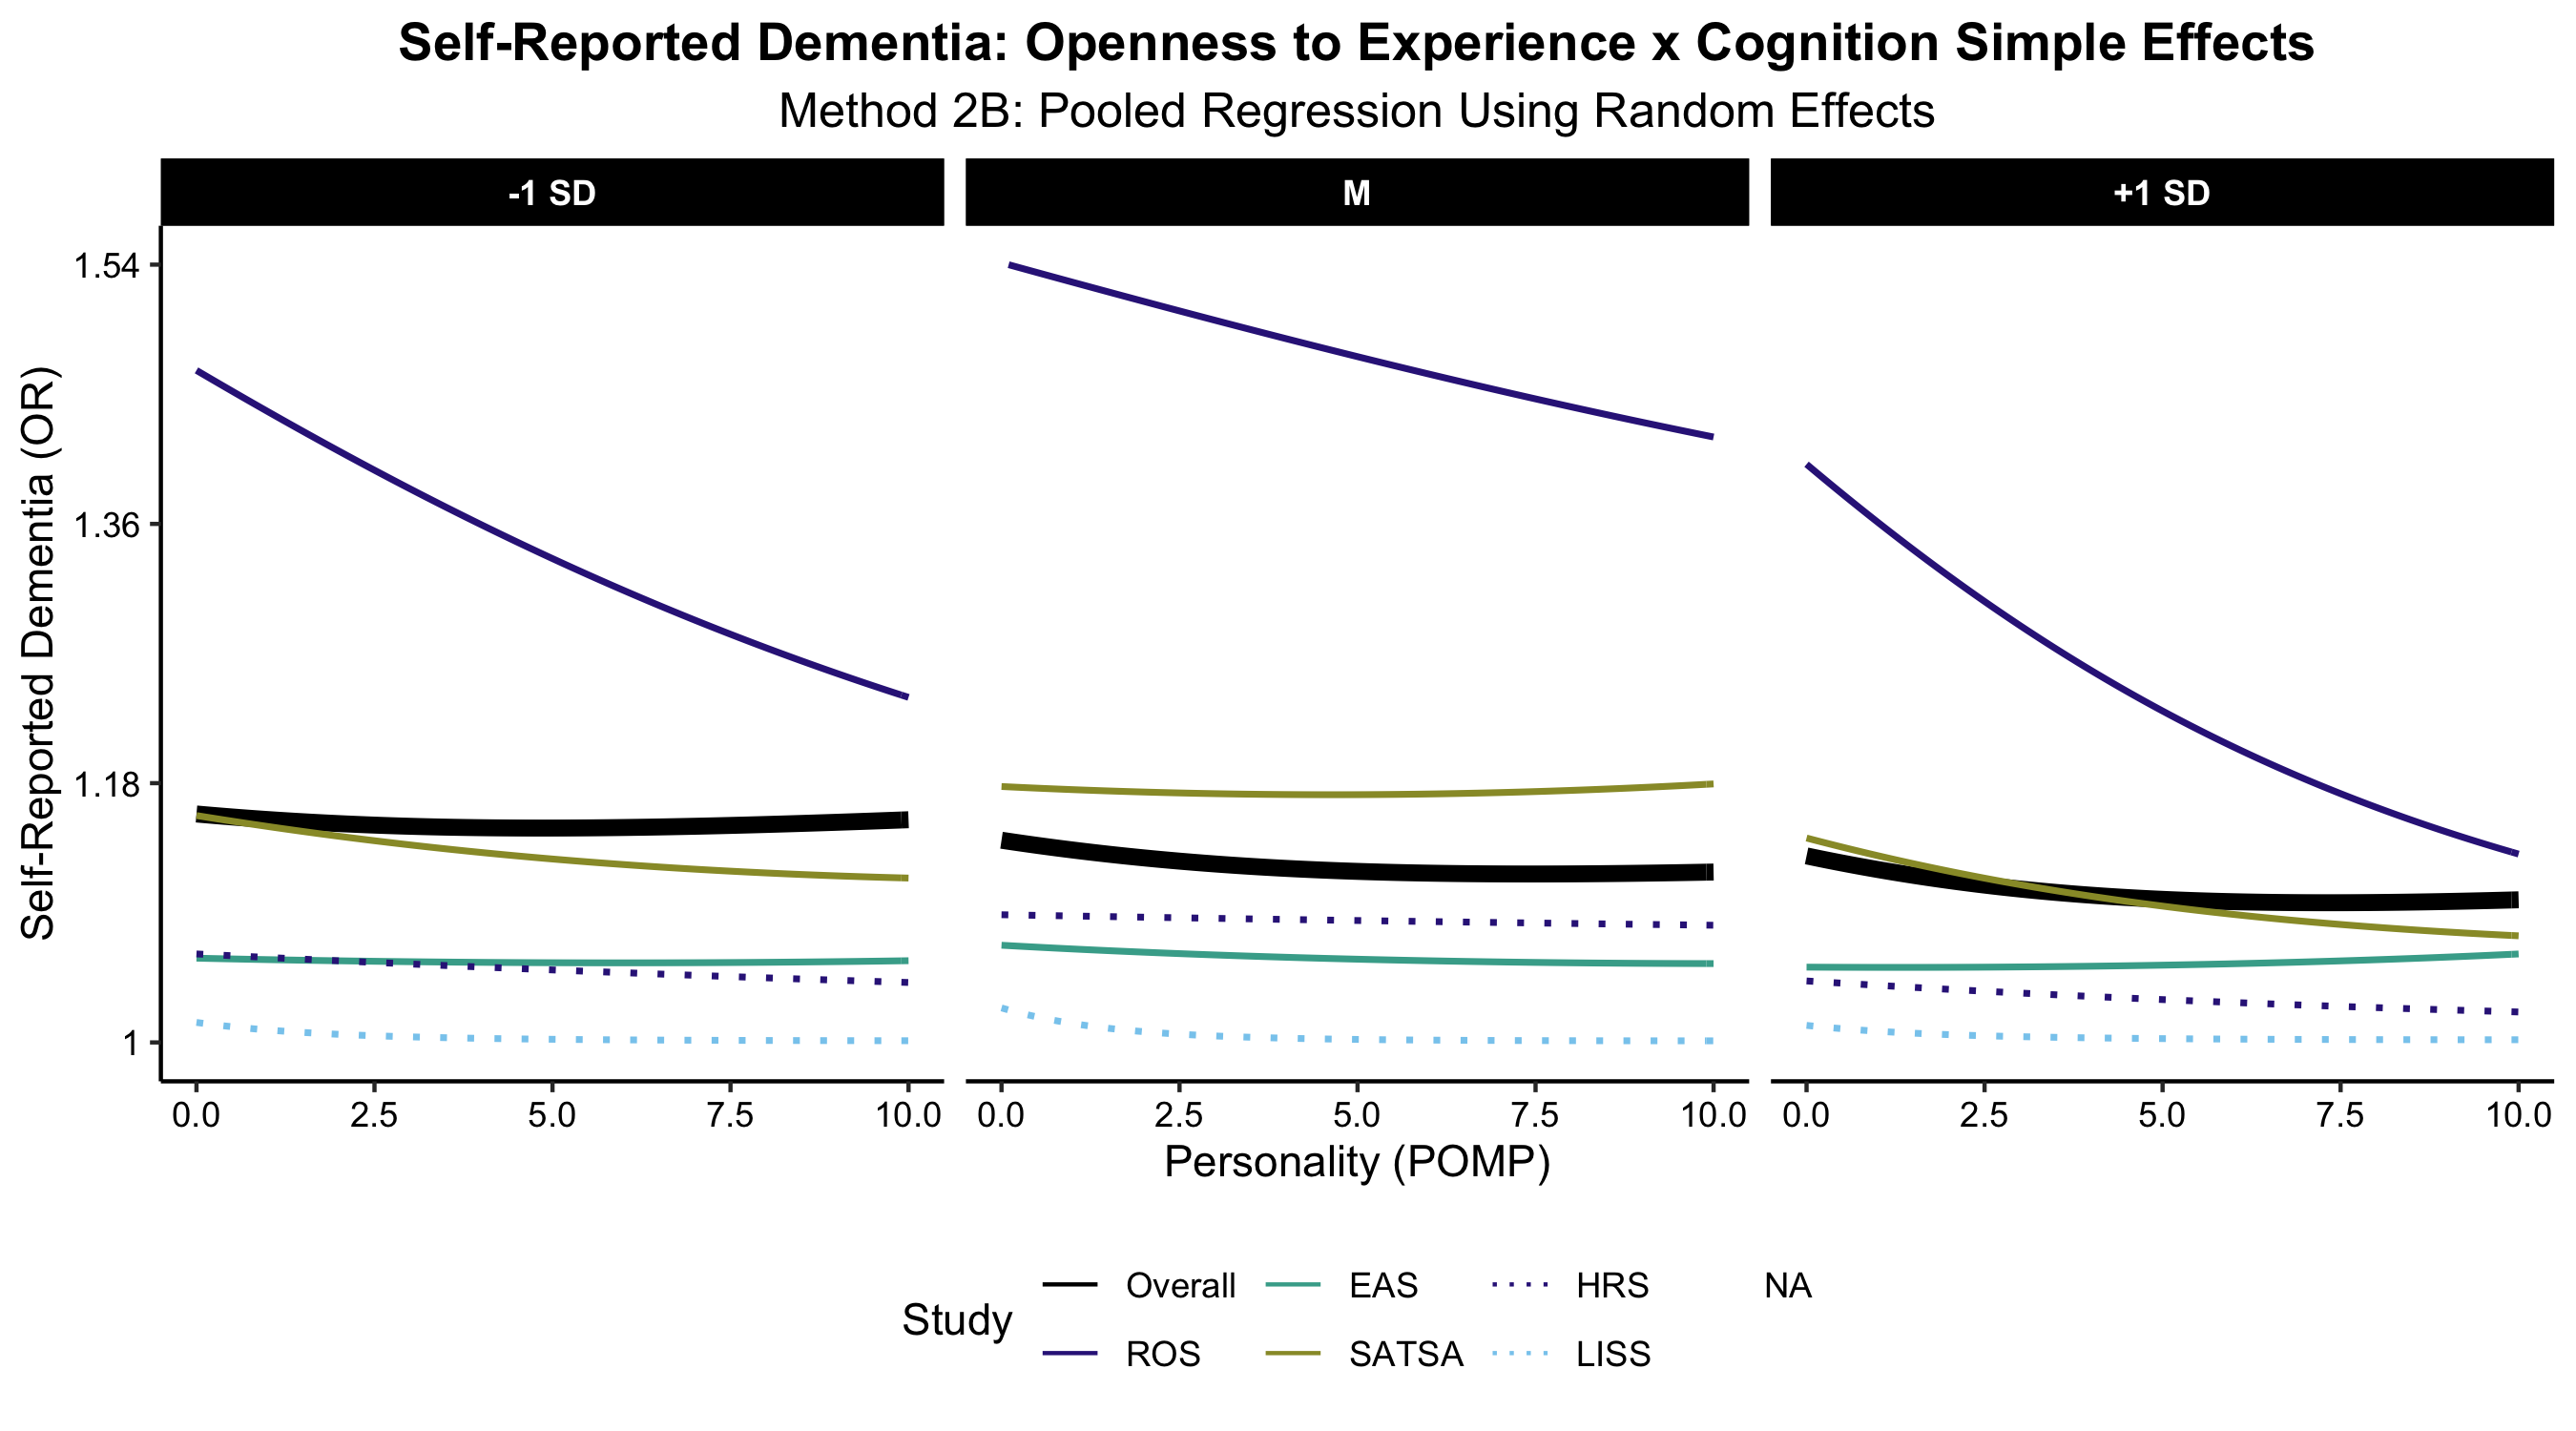 Self-Reported Dementia: Openness to Experience x Cognition Simple Effects
Method 2B: Pooled Regression Using Random Effects
-1 SD M +1 SD
Self-Reported Dementia (OR)
1.54
1.36
1.18
1
0.0 2.5 5.0 7.5 10.0 0.0 2.5 5.0 7.5 10.0 0.0 2.5 5.0 7.5 10.0
Personality (POMP)
Study
Overall EAS HRS NA
ROS SATSA LISS